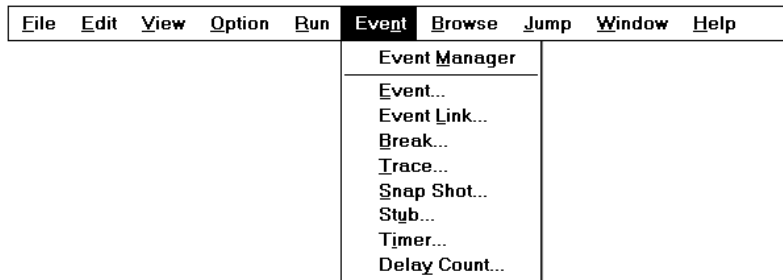 File Edit View Option Run Event Browse Jump Window Help
Event Manager
Event...
Event Link...
Break...
Trace...
Snap Shot...
Stub...
Timer...
Delay Count...